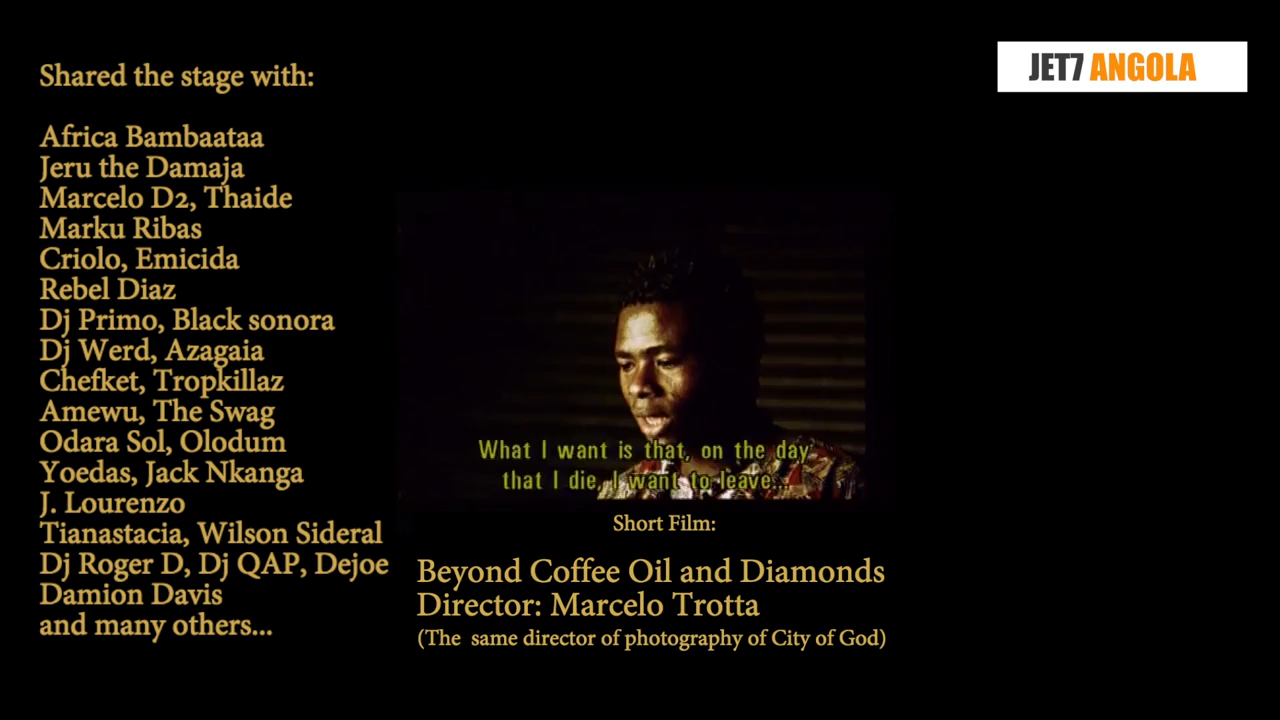 Shared the stage with:
Africa Bambaataa
Jeru the Damaja
Marcelo D2, Thaide
Marku Ribas
Criolo, Emicida
Rebel Diaz
Dj Primo, Black sonora
Dj Werd, Azagaia
Chefket, Tropkillaz
Amewu, The Swag
Odara Sol, Olodum
Yoedas, Jack Nkanga
J. Lourenzo
Tianastacia, Wilson Sideral
Dj Roger D, Dj QAP, Dejoe
Damion Davis
and many others...
JET7 ANGOLA
What I want is that, on the day
that I die, I want to leave...
Short Film:
Beyond Coffee Oil and Diamonds
Director: Marcelo Trotta
(The same director of photography of City of God)